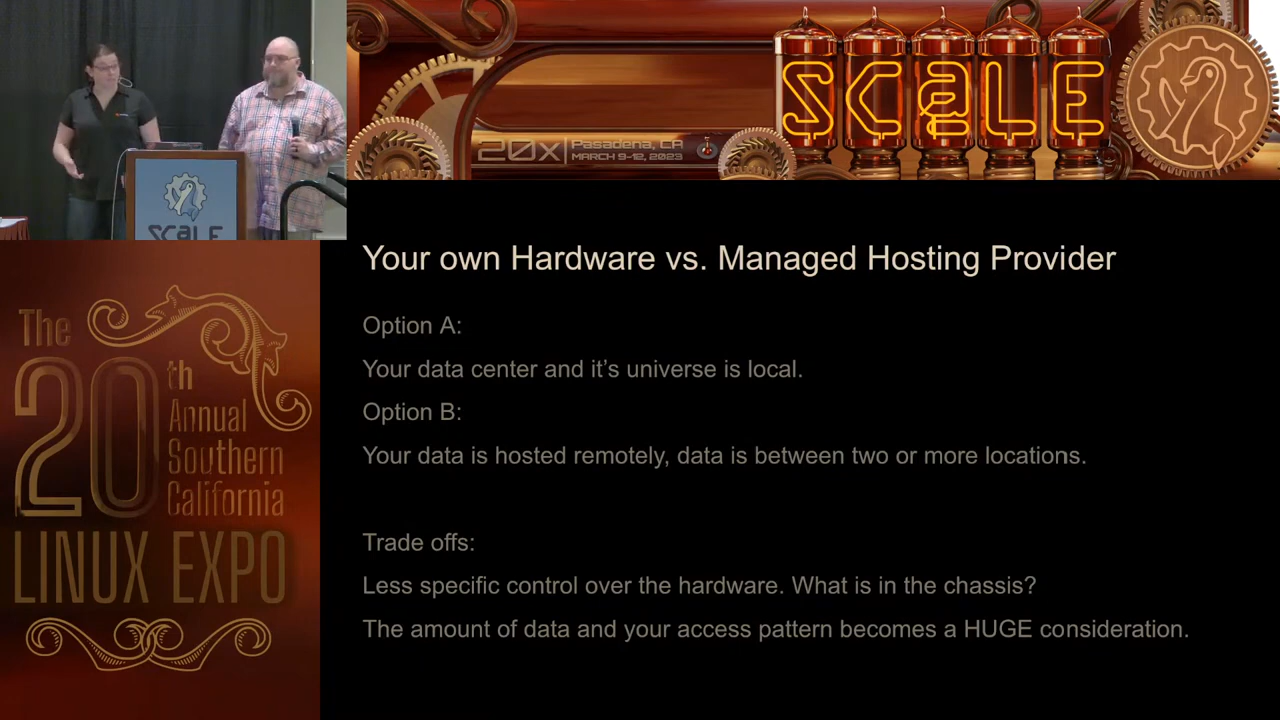 SCaLE
20x
Pasadena, CA
MARCH 9-12, 2023
SCaLE
The
20th
Annual
Southern
California
LINUX EXPO
Your own Hardware vs. Managed Hosting Provider
Option A:
Your data center and it’s universe is local.
Option B:
Your data is hosted remotely, data is between two or more locations.
Trade offs:
Less specific control over the hardware. What is in the chassis?
The amount of data and your access pattern becomes a HUGE consideration.